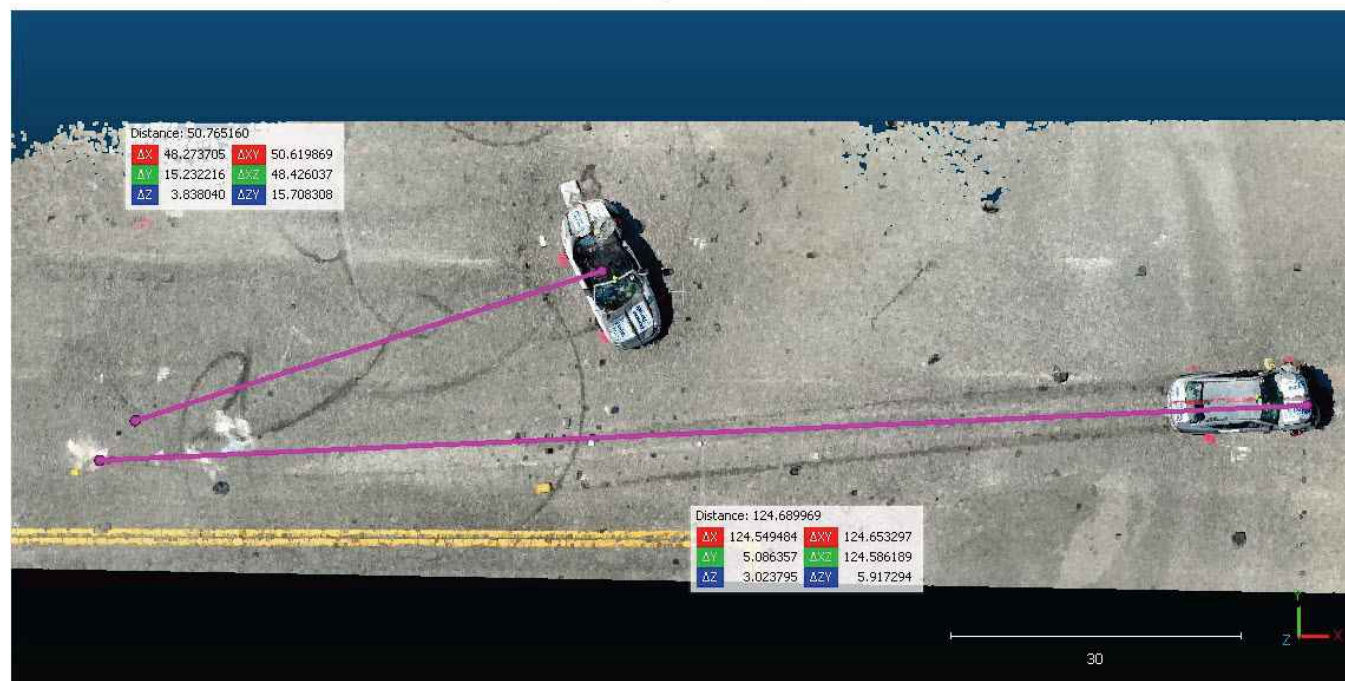 Distance: 50.765160
ΔX 48.273705 ΔXY 50.619869
ΔY 15.232216 ΔXZ 48.426037
ΔZ 3.838040 ΔZY 15.708308
Distance: 124.689969
ΔX 124.549484 ΔXY 124.653297
ΔY 5.086357 ΔXZ 124.586189
ΔZ 3.023795 ΔZY 5.917294
Y
Z X
30